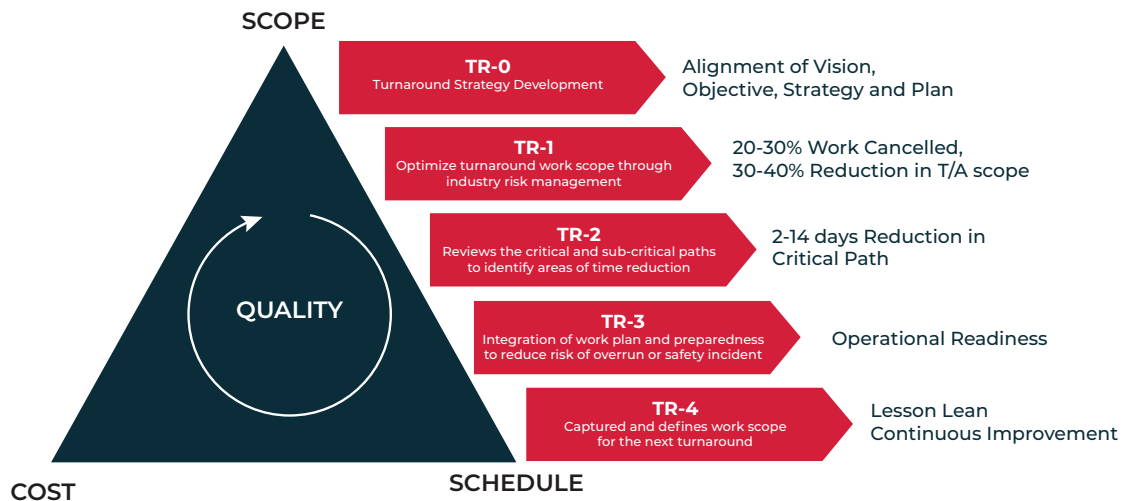 SCOPE
TR-0
Turnaround Strategy Development
Alignment of Vision,
Objective, Strategy and Plan
TR-1
Optimize turnaround work scope through
industry risk management
20-30% Work Cancelled,
30-40% Reduction in T/A scope
TR-2
Reviews the critical and sub-critical paths
to identify areas of time reduction
2-14 days Reduction in
Critical Path
QUALITY
TR-3
Integration of work plan and preparedness
to reduce risk of overrun or safety incident
Operational Readiness
TR-4
Captured and defines work scope
for the next turnaround
Lesson Lean
Continuous Improvement
COST
SCHEDULE